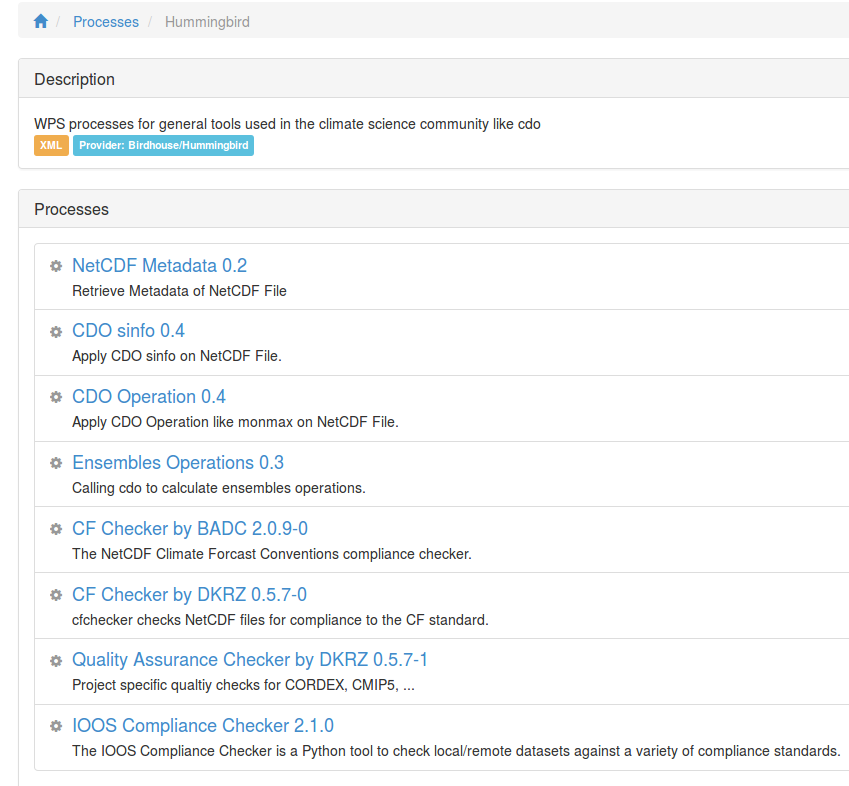 / Processes / Hummingbird
Description
WPS processes for general tools used in the climate science community like cdo
XML Provider: Birdhouse/Hummingbird
Processes
NetCDF Metadata 0.2
Retrieve Metadata of NetCDF File
CDO sinfo 0.4
Apply CDO sinfo on NetCDF File.
CDO Operation 0.4
Apply CDO Operation like monmax on NetCDF File.
Ensembles Operations 0.3
Calling cdo to calculate ensembles operations.
CF Checker by BADC 2.0.9-0
The NetCDF Climate Forcast Conventions compliance checker.
CF Checker by DKRZ 0.5.7-0
cfchecker checks NetCDF files for compliance to the CF standard.
Quality Assurance Checker by DKRZ 0.5.7-1
Project specific qualtiy checks for CORDEX, CMIP5, ...
IOOS Compliance Checker 2.1.0
The IOOS Compliance Checker is a Python tool to check local/remote datasets against a variety of compliance standards.